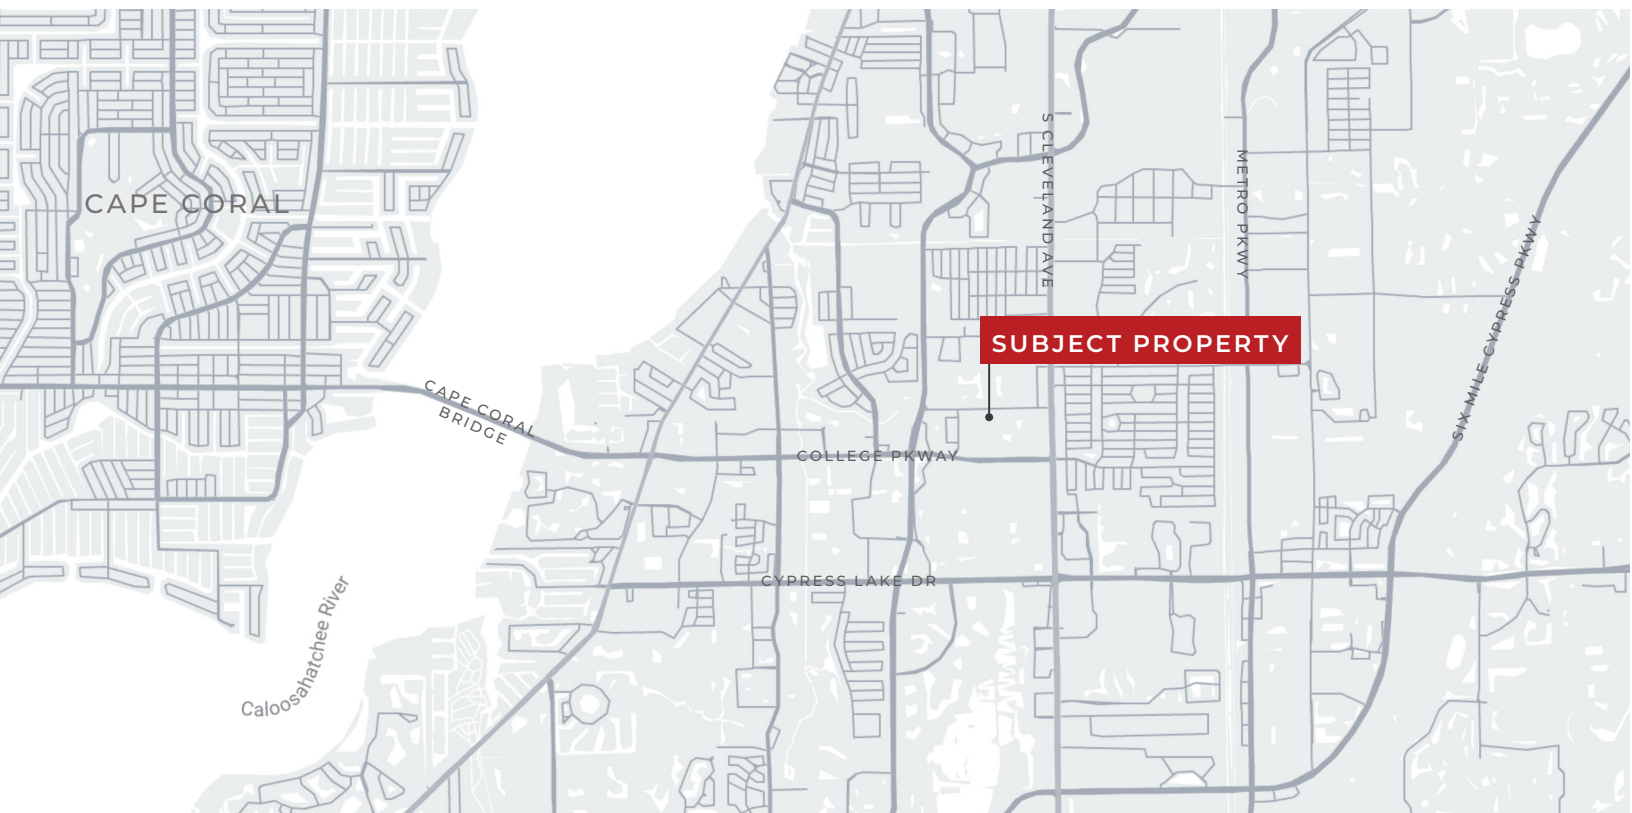 S CLEVELAND AVE
METRO PKWY
CAPE CORAL
SIX MILE CYPRESS PKWY
SUBJECT PROPERTY
CAPE CORAL
BRIDGE
COLLEGE PKWAY
CYPRESS LAKE DR
Caloosahatchee River